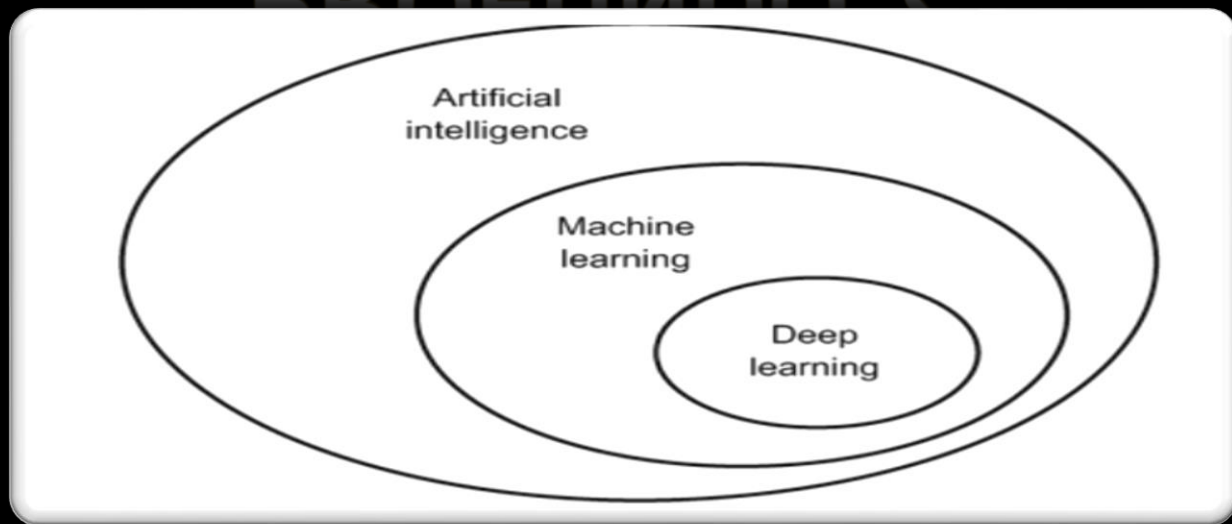 Artificial
intelligence
Machine
learning
Deep
learning